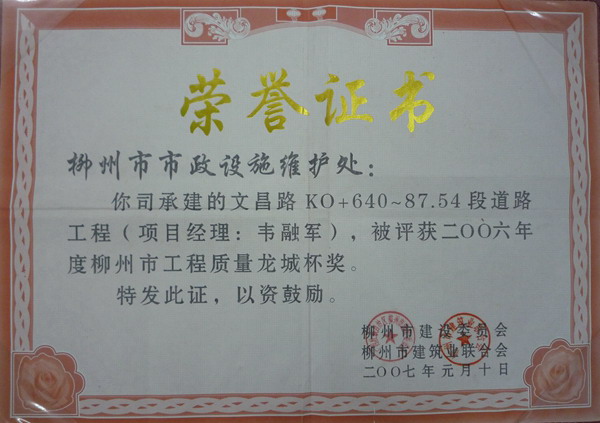 荣誉证书
柳州市市政设施维护处：
你司承建的文昌路KO+640~87.54段道路
工程（项目经理：韦融军），被评获二〇〇六年
度柳州市工程质量龙城杯奖。
特发此证，以资鼓励。
柳州市建设委员会
柳州市建筑业联合会
二〇〇七年元月十日